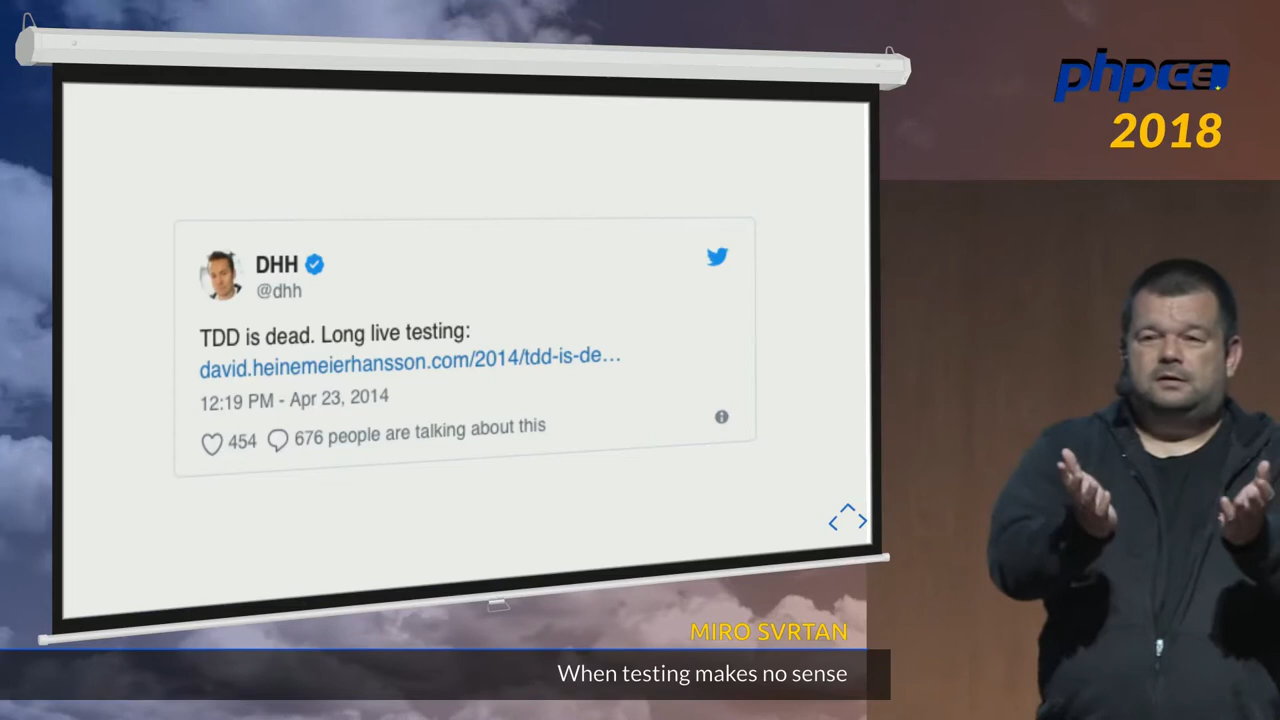 phpce.
2018
DHH
@dhh
TDD is dead. Long live testing:
david.heinemeierhansson.com/2014/tdd-is-de…
12:19 PM - Apr 23, 2014
454 676 people are talking about this
MIRO SVRTAN
When testing makes no sense